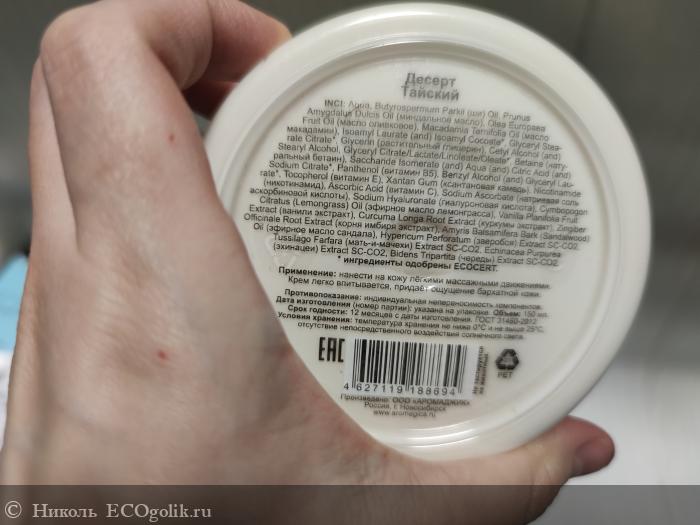 Десерт
Тайский
INCI: Aqua, Butyrospermum Parkii (ши) Oil, Prunus
Amygdalus Dulcis Oil (миндальное масло), Olea Europaea
Fruit Oil (масло оливковое), Macadamia Ternifolia Oil (масло
макадамии), Isoamyl Laurate (and) Isoamyl Cocoate*, Glyceryl Stea-
rate Citrate*, Glycerin (растительный глицерин), Cetyl Alcohol (and)
Stearyl Alcohol, Glyceryl Citrate/Lactate/Linoleate/Oleate*, Betaine (нату-
ральный бетаин), Saccharide Isomerate (and) Aqua (and) Citric Acid (and)
Sodium Citrate*, Panthenol (витамин B5), Benzyl Alcohol (and) Glyceryl Lau-
rate*, Tocopherol (витамин E), Xantan Gum (ксантановая камедь), Nicotinamide
(никотинамид), Ascorbic Acid (витамин C), Sodium Ascorbate (натриевая соль
аскорбиновой кислоты), Sodium Hyaluronate (гиалуроновая кислота), Cymbopogon
Citratus (Lemongrass) Oil (эфирное масло лемонграсса), Vanilla Planifolia Fruit
Extract (ванили экстракт), Curcuma Longa Root Extract (куркумы экстракт), Zingiber
Officinale Root Extract (корня имбиря экстракт), Amyris Balsamifera Bark (Sandalwood)
Oil (эфирное масло сандала), Hypericum Perforatum (зверобоя) Extract SC-CO2,
Tussilago Farfara (мать-и-мачехи) Extract SC-CO2, Echinacea Purpurea
(эхинацеи) Extract SC-CO2, Bidens Tripartita (череды) Extract SC-CO2.
* ингредиенты одобрены ECOCERT.
Применение: нанести на кожу лёгкими массажными движениями.
Крем легко впитывается, придаёт ощущение бархатной кожи.
Противопоказание: индивидуальная непереносимость компонентов.
Дата изготовления (номер партии): указана на упаковке. Объем: 150 мл.
Срок годности: 12 месяцев с даты изготовления. ГОСТ 31460-2012
Условия хранения: температура хранения не ниже 0°C и не выше 25°C,
отсутствие непосредственного воздействия солнечного света.
EAC
4 627119 188694
Не тестируется
на животных
PET
Произведено: ООО «АРОМАДЖИК»
Россия, г. Новосибирск
www.aromagica.ru
© Николь ECOgolik.ru